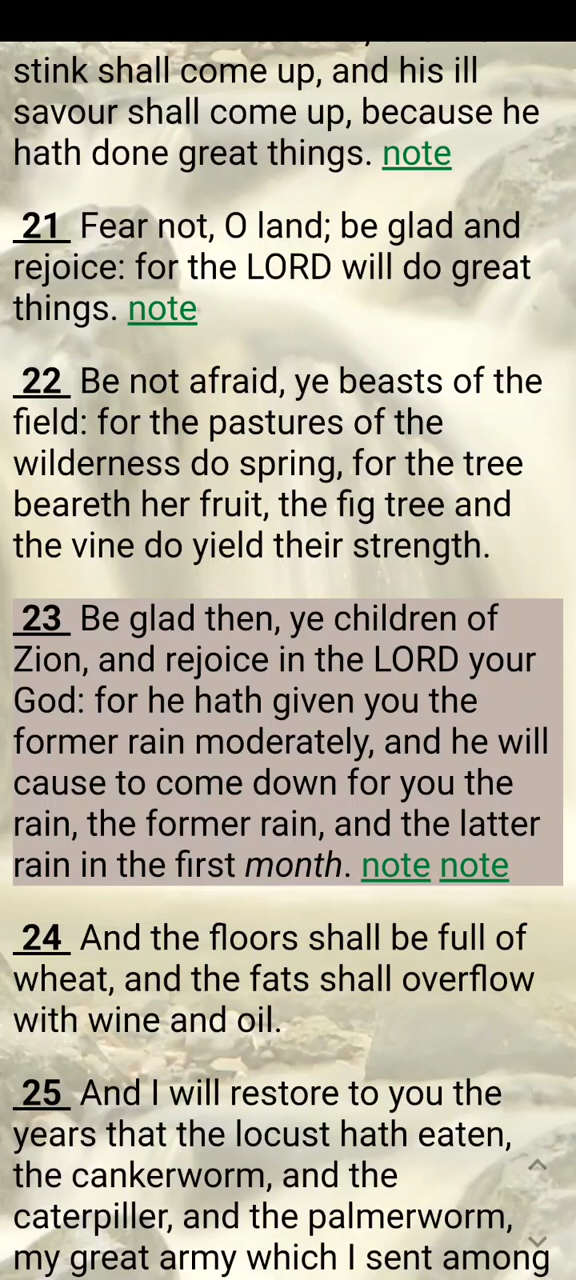 stink shall come up, and his ill
savour shall come up, because he
hath done great things. note
21 Fear not, O land; be glad and
rejoice: for the LORD will do great
things. note
22 Be not afraid, ye beasts of the
field: for the pastures of the
wilderness do spring, for the tree
beareth her fruit, the fig tree and
the vine do yield their strength.
23 Be glad then, ye children of
Zion, and rejoice in the LORD your
God: for he hath given you the
former rain moderately, and he will
cause to come down for you the
rain, the former rain, and the latter
rain in the first month. note note
24 And the floors shall be full of
wheat, and the fats shall overflow
with wine and oil.
25 And I will restore to you the
years that the locust hath eaten,
the cankerworm, and the
caterpiller, and the palmerworm,
my great army which I sent among